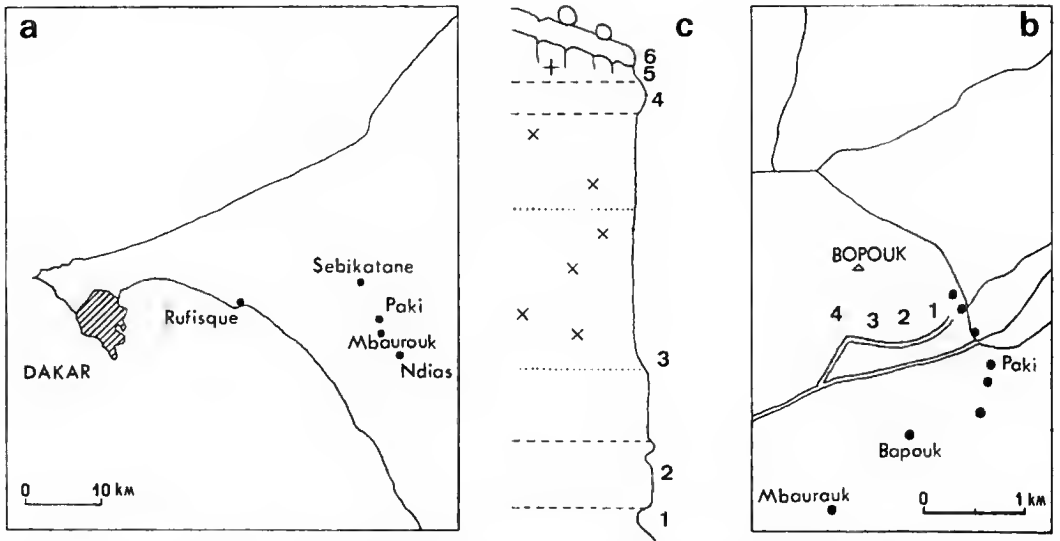 a
Sebikatane
Paki
Rufisque
Mbaurouk
DAKAR
Ndias
0 10 KM
c
6
5
4
3
2
1
b
BOPOUK
4 3 2 1
Paki
Bapouk
Mbaurauk
0 1 KM